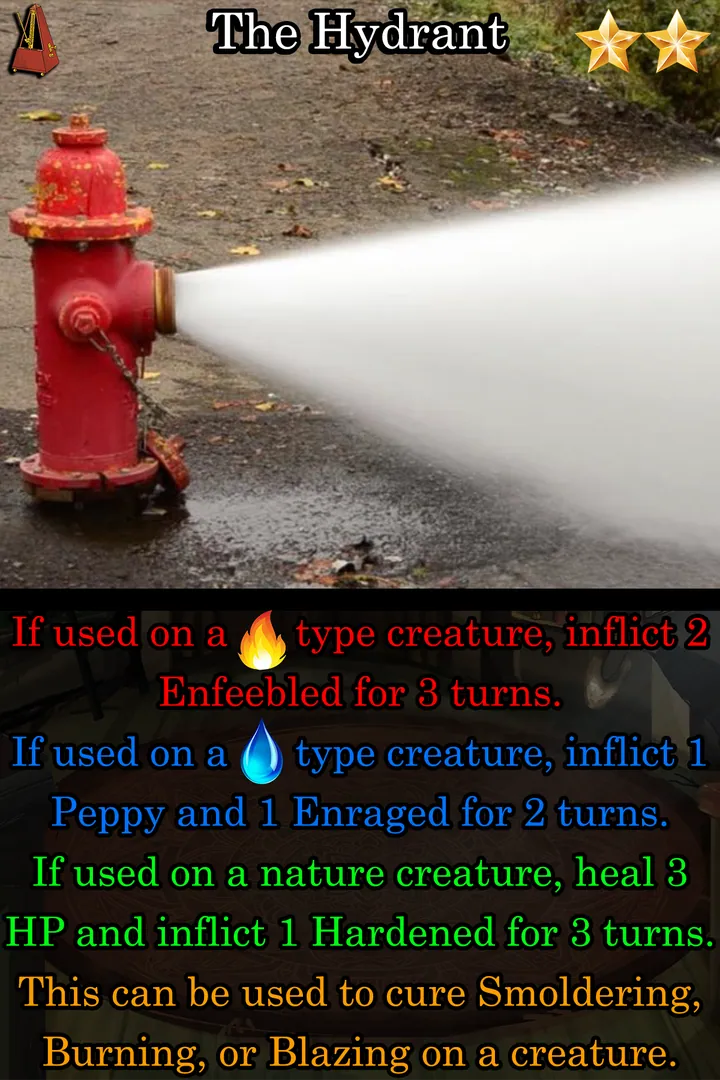 The Hydrant
If used on a 🔥 type creature, inflict 2
Enfeebled for 3 turns.
If used on a 💧 type creature, inflict 1
Peppy and 1 Enraged for 2 turns.
If used on a nature creature, heal 3
HP and inflict 1 Hardened for 3 turns.
This can be used to cure Smoldering,
Burning, or Blazing on a creature.